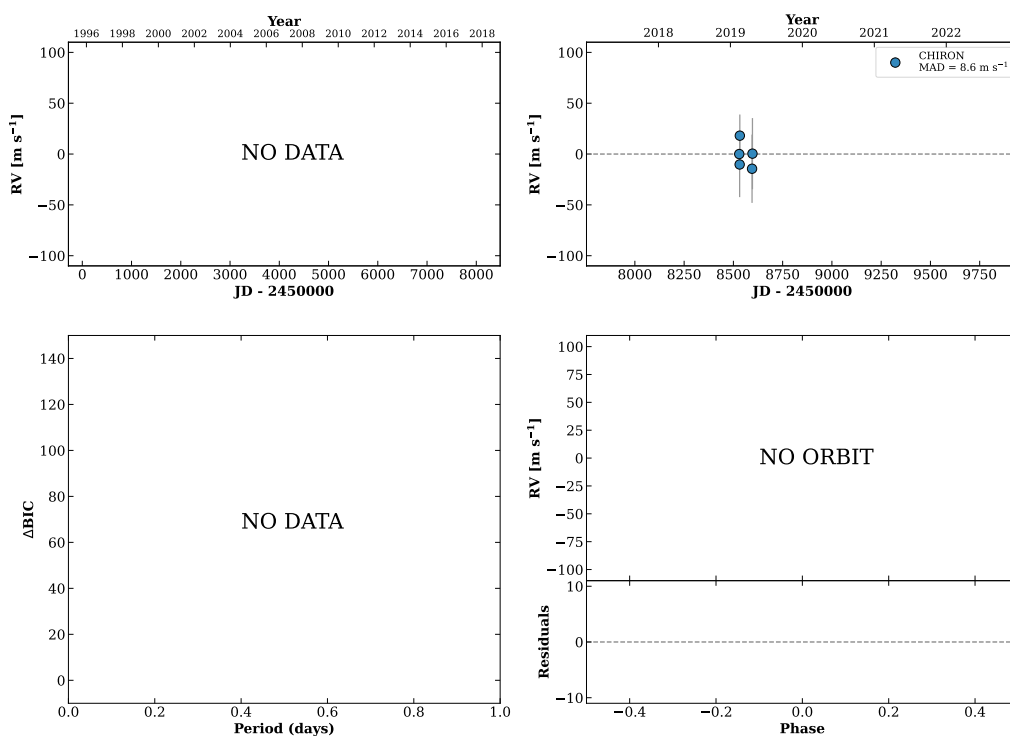 Year
1996 1998 2000 2002 2004 2006 2008 2010 2012 2014 2016 2018
100
50
0
−50
−100
RV [m s⁻¹]
NO DATA
0 1000 2000 3000 4000 5000 6000 7000 8000
JD - 2450000
Year
2018 2019 2020 2021 2022
CHIRON
MAD = 8.6 m s⁻¹
100
50
0
−50
−100
RV [m s⁻¹]
8000 8250 8500 8750 9000 9250 9500 9750
JD - 2450000
140
120
100
80
60
40
20
0
ΔBIC
NO DATA
0.0 0.2 0.4 0.6 0.8 1.0
Period (days)
100
75
50
25
0
−25
−50
−75
−100
RV [m s⁻¹]
NO ORBIT
10
0
−10
Residuals
−0.4 −0.2 0.0 0.2 0.4
Phase